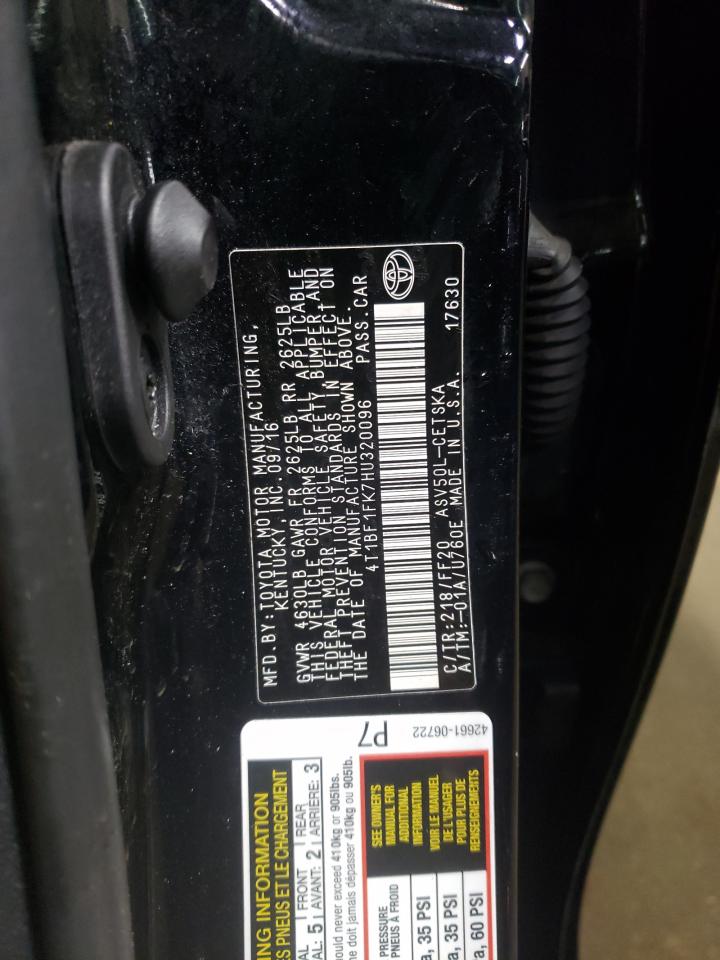 MFD.BY:TOYOTA MOTOR MANUFACTURING,
KENTUCKY, INC. 09/16
GVWR 4630LB GAWR FR 2625LB RR 2625LB
THIS VEHICLE CONFORMS TO ALL APPLICABLE
FEDERAL MOTOR VEHICLE SAFETY, BUMPER AND
THEFT PREVENTION STANDARDS IN EFFECT ON
THE DATE OF MANUFACTURE SHOWN ABOVE.
4T1BF1FK7HU320096 PASS.CAR
C/TR:218/FF20 ASV50L-CETSKA
A/TM:-01A/U760E MADE IN U.S.A. 17630
P7
42661-06722
ING INFORMATION
ES PNEUS ET LE CHARGEMENT
FRONT REAR
AL: 5 AVANT: 2 ARRIÈRE: 3
ould never exceed 410kg or 905lbs.
ne doit jamais dépasser 410kg ou 905lb.
PRESSURE
PNEUS À FROID
a, 35 PSI
a, 35 PSI
a, 60 PSI
SEE OWNER'S
MANUAL FOR
ADDITIONAL
INFORMATION
VOIR LE MANUEL
DE L'USAGER
POUR PLUS DE
RENSEIGNEMENTS